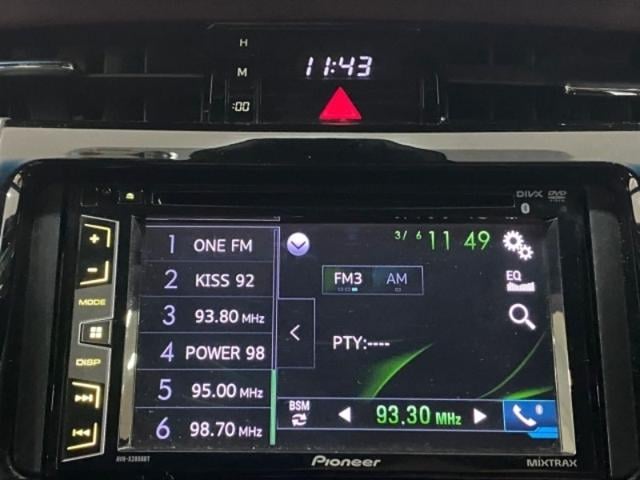 H
M
:00
11:43
DIVX DVD
+
−
MODE
DISP
1 ONE FM
2 KISS 92
3 93.80 MHz
4 POWER 98
5 95.00 MHz
6 98.70 MHz
3/ 6 11 49
FM3 AM
EQ
PTY:----
BSM
93.30 MHz
Pioneer
MIXTRAX